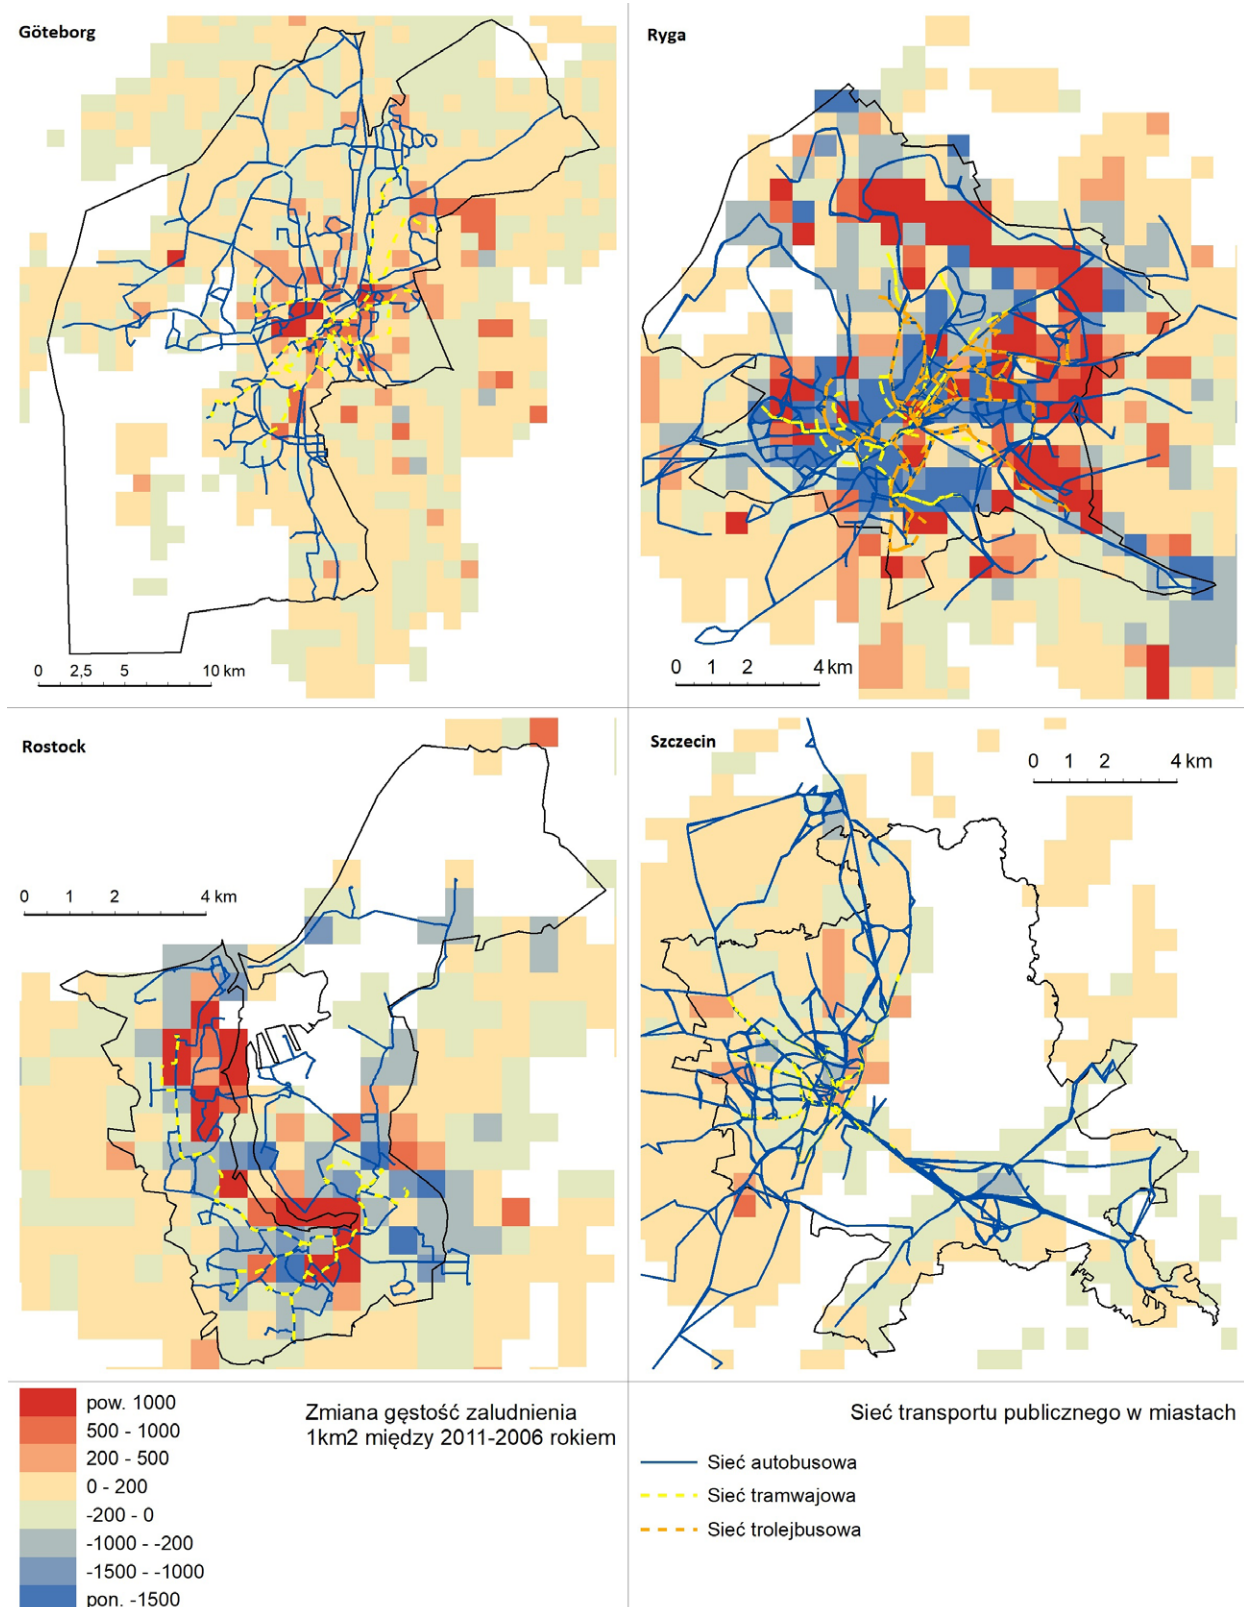 Göteborg
0 2,5 5 10 km
Ryga
0 1 2 4 km
Rostock
0 1 2 4 km
Szczecin
0 1 2 4 km
pow. 1000
500 - 1000
200 - 500
0 - 200
-200 - 0
-1000 - -200
-1500 - -1000
pon. -1500
Zmiana gęstość zaludnienia
1km2 między 2011-2006 rokiem
Sieć transportu publicznego w miastach
Sieć autobusowa
Sieć tramwajowa
Sieć trolejbusowa